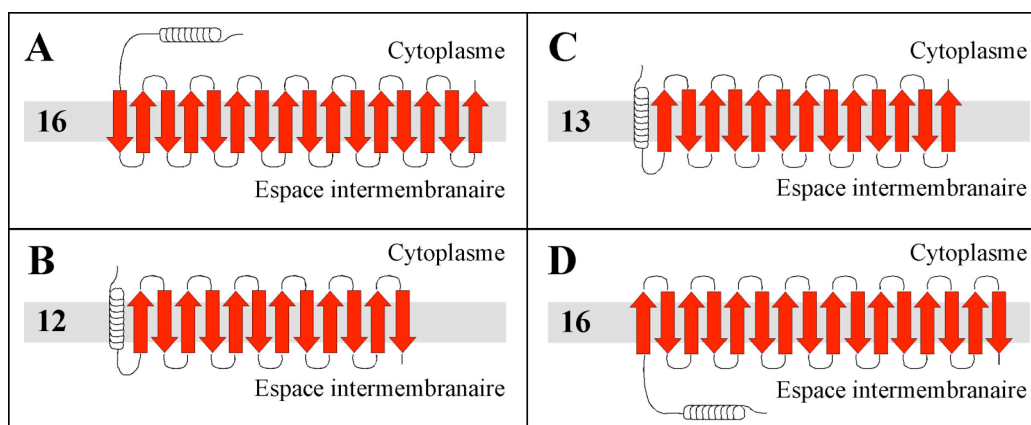 A
Cytoplasme
16
Espace intermembranaire
B
Cytoplasme
12
Espace intermembranaire
C
Cytoplasme
13
Espace intermembranaire
D
Cytoplasme
16
Espace intermembranaire